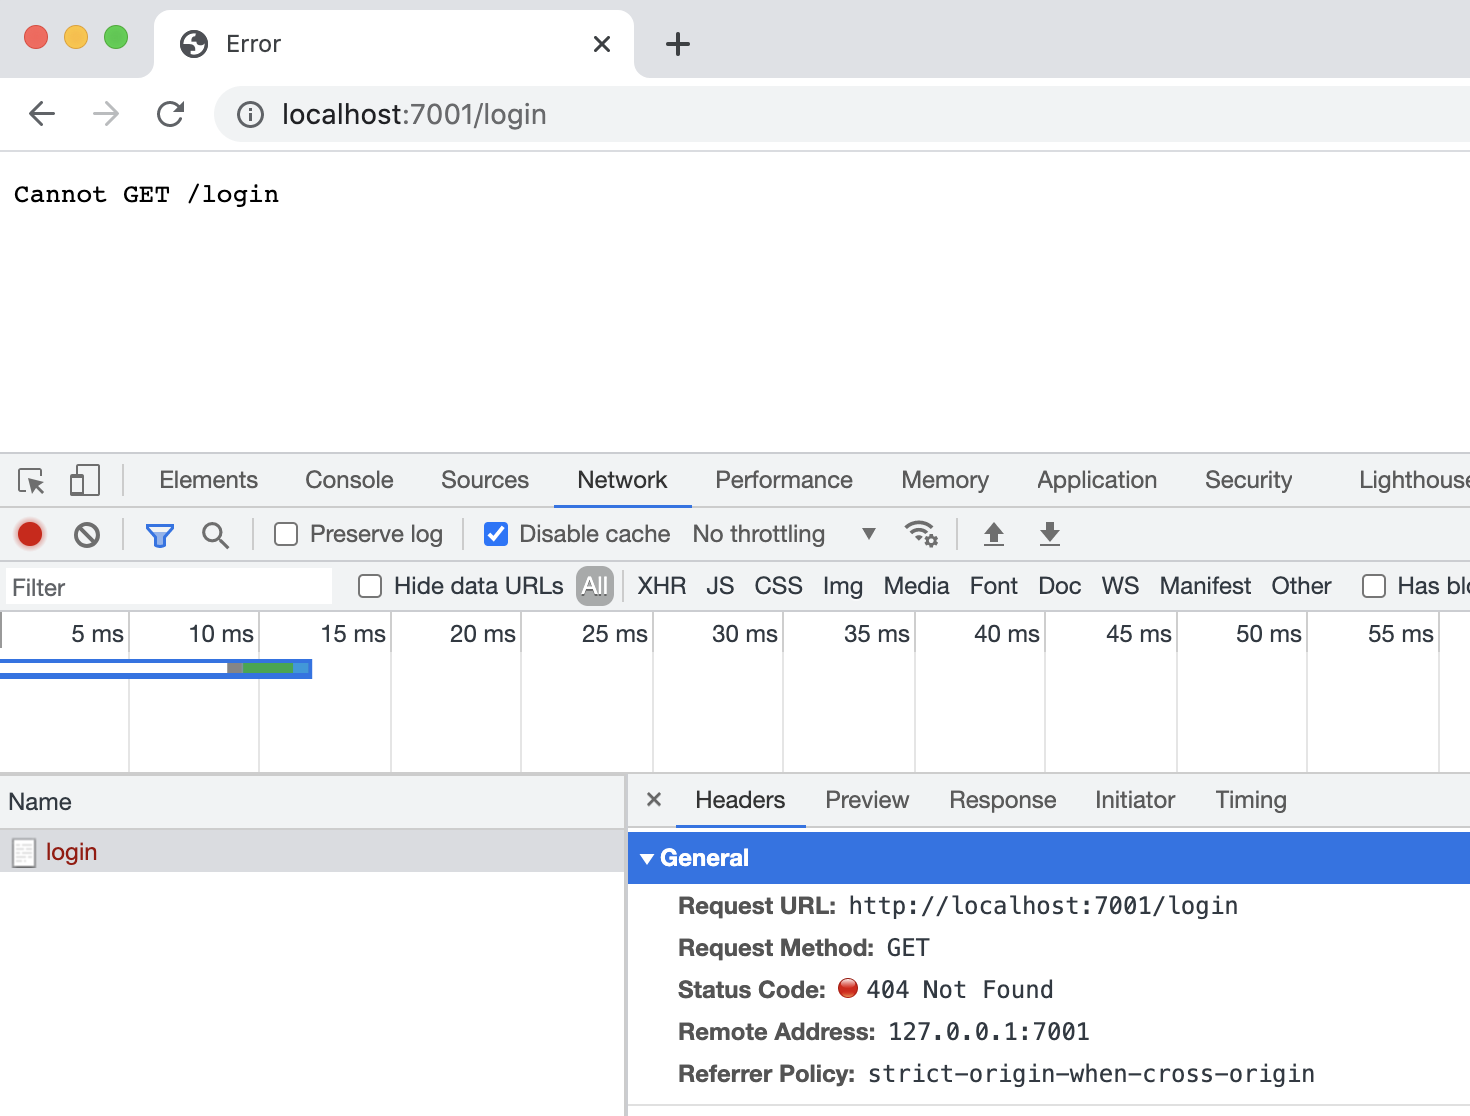 Error
localhost:7001/login
Cannot GET /login
Elements Console Sources Network Performance Memory Application Security Lighthouse
Preserve log Disable cache No throttling
Filter Hide data URLs All XHR JS CSS Img Media Font Doc WS Manifest Other Has blo
5 ms 10 ms 15 ms 20 ms 25 ms 30 ms 35 ms 40 ms 45 ms 50 ms 55 ms
Name
login
Headers Preview Response Initiator Timing
General
Request URL: http://localhost:7001/login
Request Method: GET
Status Code: 404 Not Found
Remote Address: 127.0.0.1:7001
Referrer Policy: strict-origin-when-cross-origin